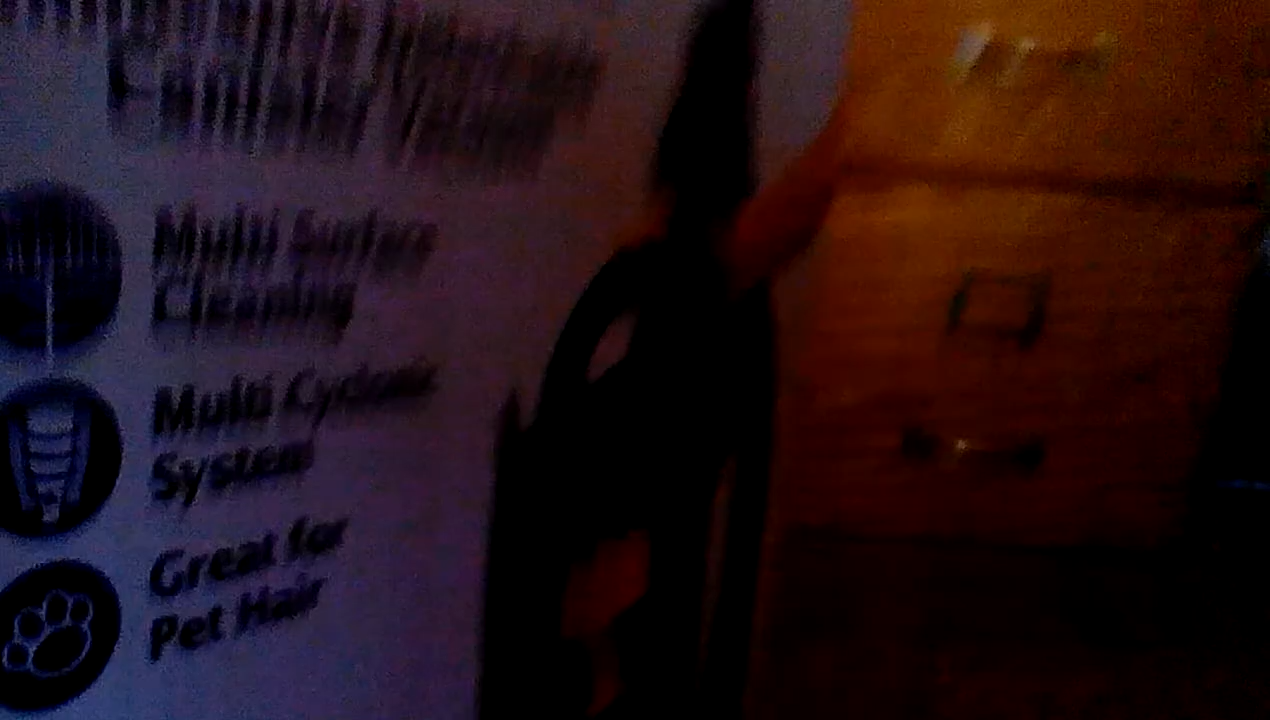 Multi Surface
Cleaning
Multi Cyclonic
System
Great for
Pet Hair